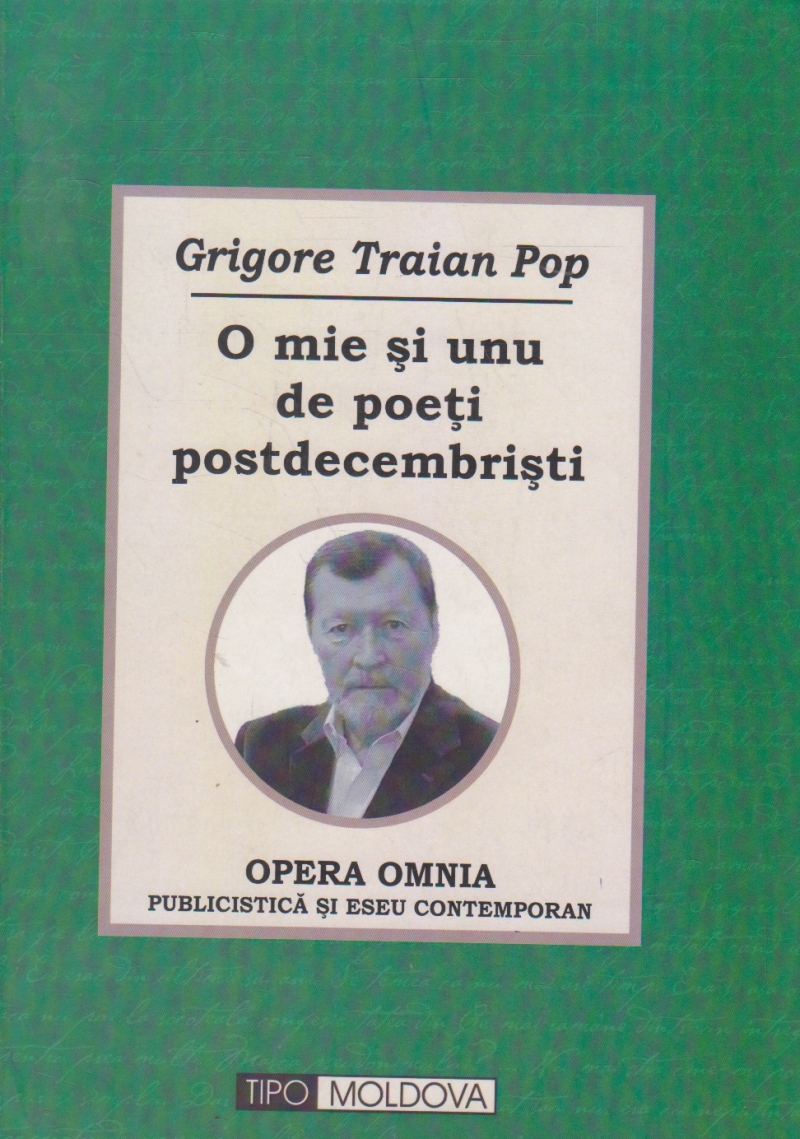 Grigore Traian Pop
O mie şi unu
de poeţi
postdecembrişti
OPERA OMNIA
PUBLICISTICĂ ŞI ESEU CONTEMPORAN
TIPO MOLDOVA